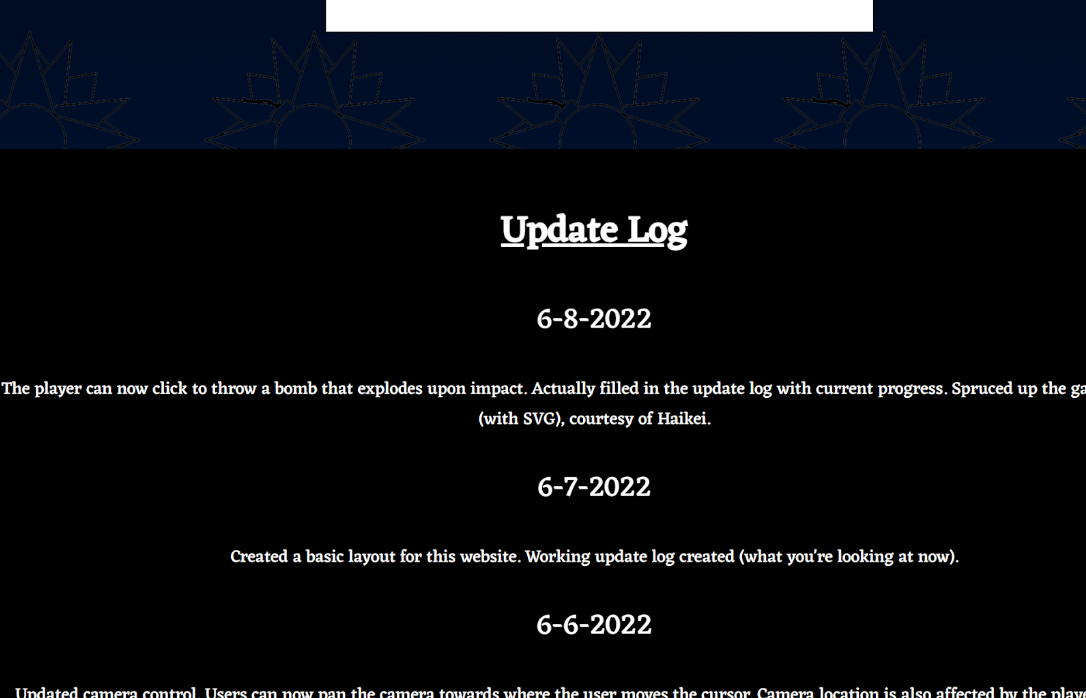 Update Log
6-8-2022
The player can now click to throw a bomb that explodes upon impact. Actually filled in the update log with current progress. Spruced up the
(with SVG), courtesy of Haikei.
6-7-2022
Created a basic layout for this website. Working update log created (what you're looking at now).
6-6-2022
Updated camera control. Users can now pan the camera towards where the user moves the cursor. Camera location is also affected by the